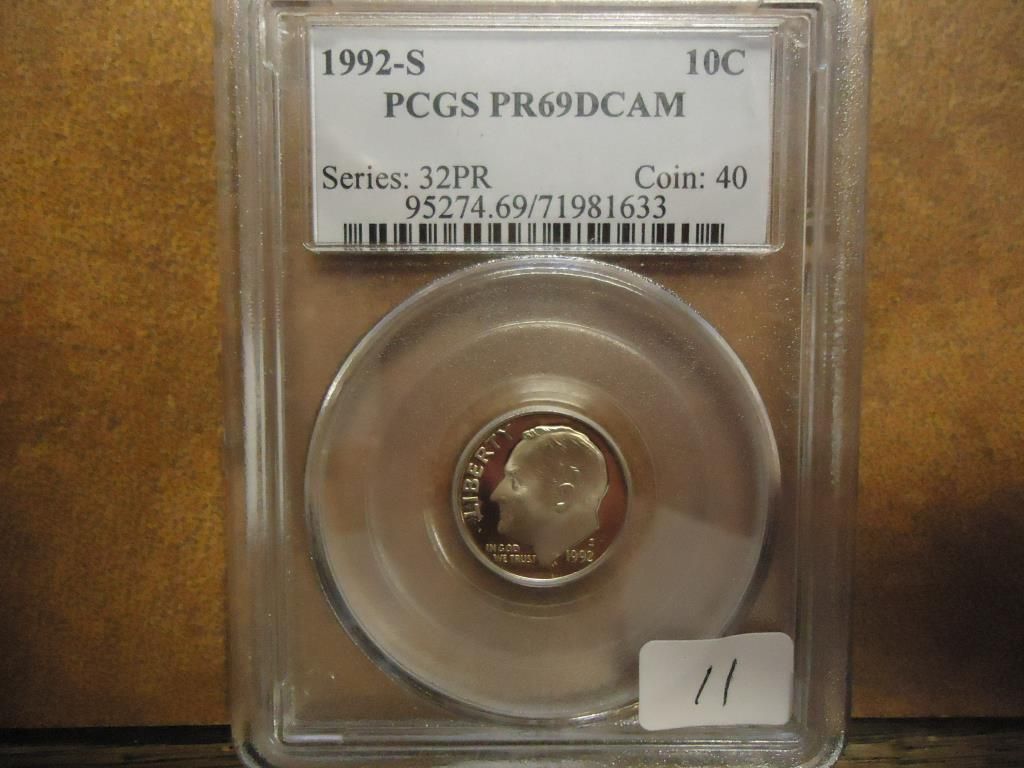 1992-S 10C
PCGS PR69DCAM
Series: 32PR Coin: 40
95274.69/71981633
LIBERTY
IN GOD
WE TRUST
S
1992
11